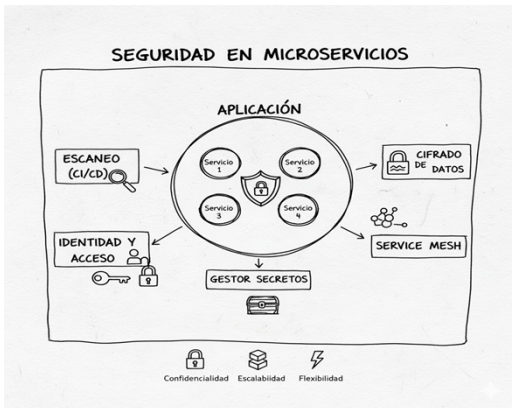 SEGURIDAD EN MICROSERVICIOS
APLICACIÓN
ESCANEO
(CI/CD)
Servicio
1
Servicio
2
CIFRADO
DE DATOS
Servicio
3
Servicio
4
IDENTIDAD Y
ACCESO
SERVICE MESH
GESTOR SECRETOS
Confidencialidad Escalabiidad Flexibilidad